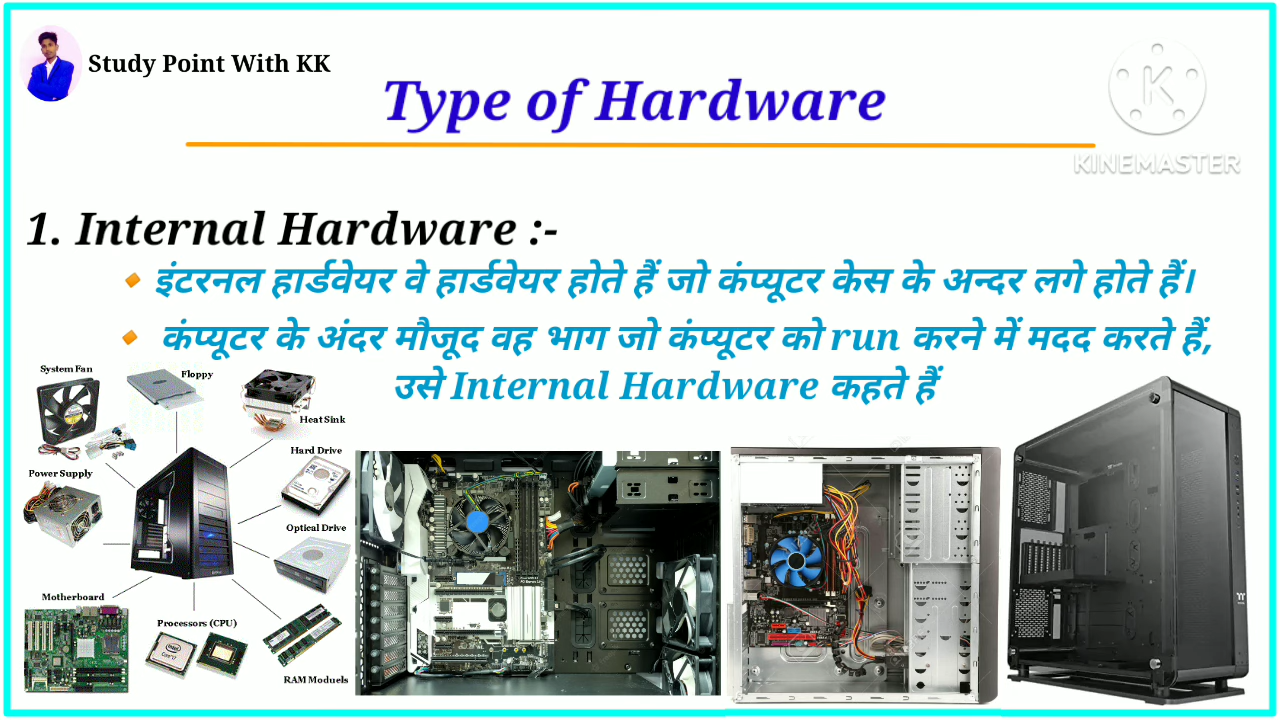 Study Point With KK
Type of Hardware
KINEMASTER
1. Internal Hardware :-
🔸इंटरनल हार्डवेयर वे हार्डवेयर होते हैं जो कंप्यूटर केस के अन्दर लगे होते हैं।
🔸 कंप्यूटर के अंदर मौजूद वह भाग जो कंप्यूटर को run करने में मदद करते हैं,
उसे Internal Hardware कहते हैं
System Fan
Floppy
Heat Sink
Hard Drive
Power Supply
Optical Drive
Motherboard
Processors (CPU)
RAM Moduels